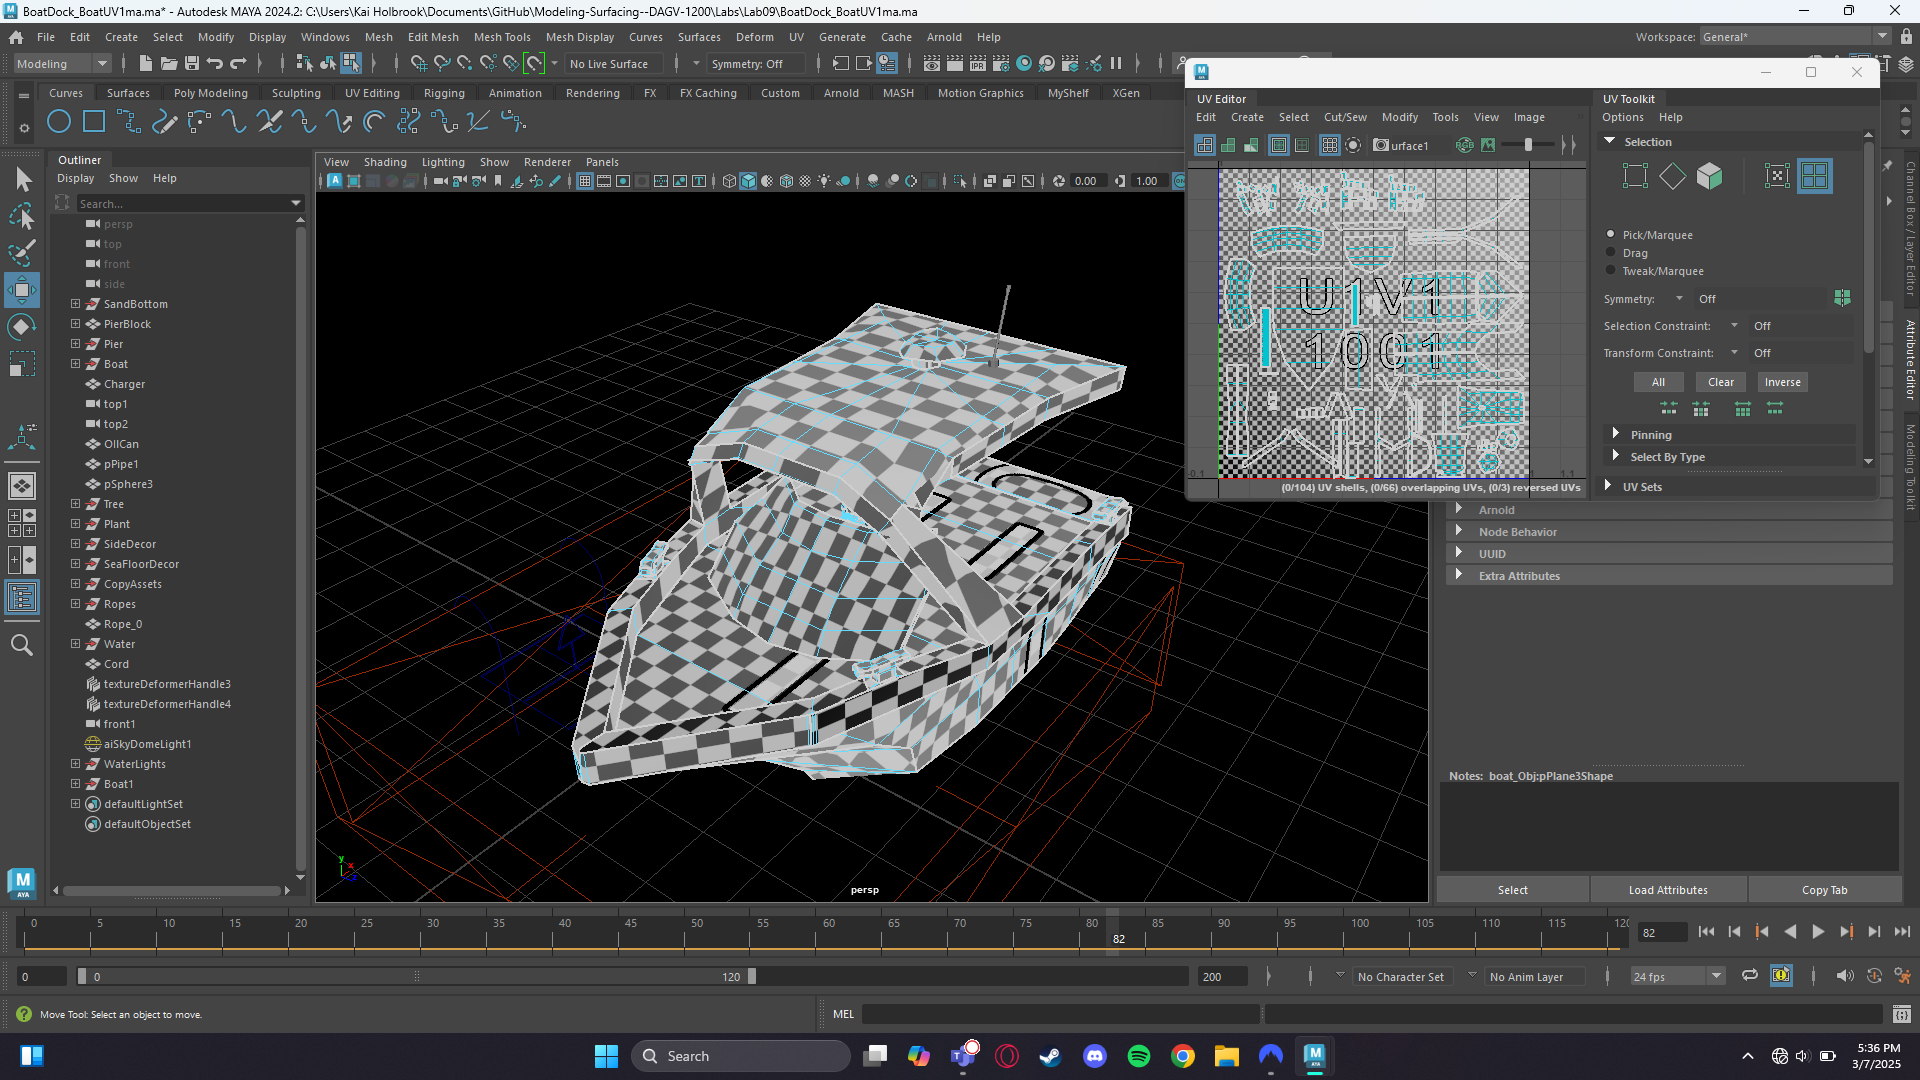 BoatDock_BoatUV1ma.ma* - Autodesk MAYA 2024.2: C:\Users\Kai Holbrook\Documents\GitHub\Modeling-Surfacing--DAGV-1200\Labs\Lab09\BoatDock_BoatUV1ma.ma
File Edit Create Select Modify Display Windows Mesh Edit Mesh Mesh Tools Mesh Display Curves Surfaces Deform UV Generate Cache Arnold Help
Workspace: General*
Modeling
No Live Surface
Symmetry: Off
Curves Surfaces Poly Modeling Sculpting UV Editing Rigging Animation Rendering FX FX Caching Custom Arnold MASH Motion Graphics MyShelf XGen
Outliner
Display Show Help
Search...
persp
top
front
side
SandBottom
PierBlock
Pier
Boat
Charger
top1
top2
OIlCan
pPipe1
pSphere3
Tree
Plant
SideDecor
SeaFloorDecor
CopyAssets
Ropes
Rope_0
Water
Cord
textureDeformerHandle3
textureDeformerHandle4
front1
aiSkyDomeLight1
WaterLights
Boat1
defaultLightSet
defaultObjectSet
View Shading Lighting Show Renderer Panels
0.00
1.00
persp
UV Editor
Edit Create Select Cut/Sew Modify Tools View Image
urface1
U1V1
1001
-0.1
1
1.1
(0/104) UV shells, (0/66) overlapping UVs, (0/3) reversed UVs
UV Toolkit
Options Help
Selection
Pick/Marquee
Drag
Tweak/Marquee
Symmetry: Off
Selection Constraint: Off
Transform Constraint: Off
All Clear Inverse
Pinning
Select By Type
UV Sets
Arnold
Node Behavior
UUID
Extra Attributes
Notes: boat_Obj:pPlane3Shape
Select Load Attributes Copy Tab
Channel Box / Layer Editor
Attribute Editor
Modeling Toolkit
0 5 10 15 20 25 30 35 40 45 50 55 60 65 70 75 80 85 90 95 100 105 110 115 120
82
82
0
0
120
200
No Character Set
No Anim Layer
24 fps
Move Tool: Select an object to move.
MEL
Search
5:36 PM
3/7/2025